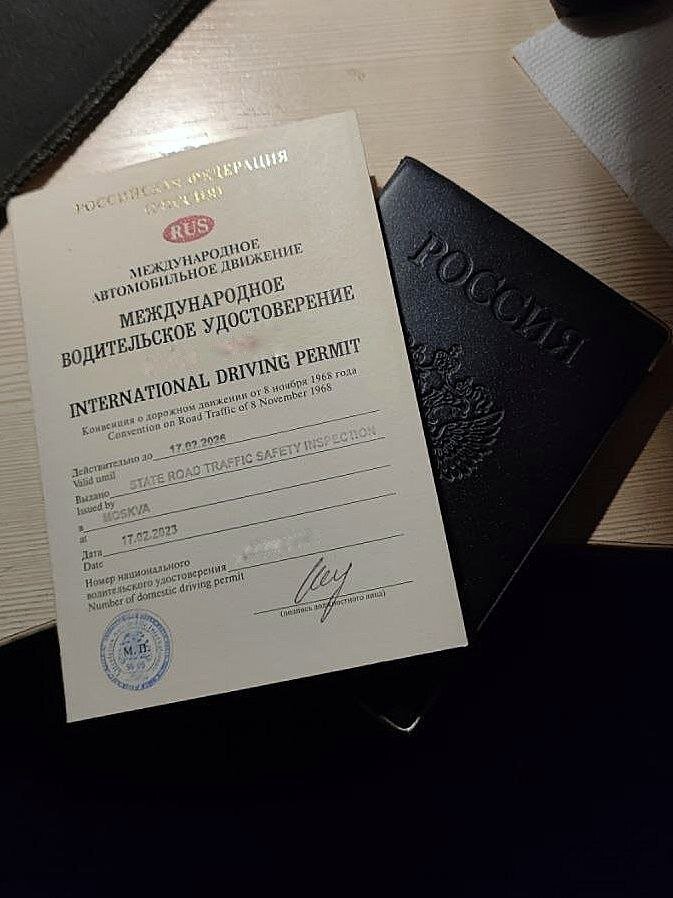 РОССИЙСКАЯ ФЕДЕРАЦИЯ
(РОССИЯ)
RUS
МЕЖДУНАРОДНОЕ
АВТОМОБИЛЬНОЕ ДВИЖЕНИЕ
МЕЖДУНАРОДНОЕ
ВОДИТЕЛЬСКОЕ УДОСТОВЕРЕНИЕ
INTERNATIONAL DRIVING PERMIT
Конвенция о дорожном движении от 8 ноября 1968 года
Convention on Road Traffic of 8 November 1968
Действительно до 17.02.2026
Valid until
Выдано STATE ROAD TRAFFIC SAFETY INSPECTION
Issued by
в MOSKVA
at
Дата 17.02.2023
Date
Номер национального
водительского удостоверения
Number of domestic driving permit
(подпись должностного лица)
М. П.
РОССИЯ